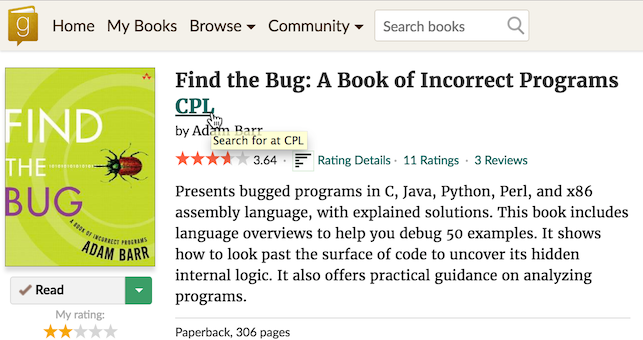 g
Home My Books Browse Community Search books
Find the Bug: A Book of Incorrect Programs
CPL
by Adam Barr
Search for at CPL
3.64 · Rating Details · 11 Ratings · 3 Reviews
Presents bugged programs in C, Java, Python, Perl, and x86
assembly language, with explained solutions. This book includes
language overviews to help you debug 50 examples. It shows
how to look past the surface of code to uncover its hidden
internal logic. It also offers practical guidance on analyzing
programs.
Paperback, 306 pages
FIND
THE
BUG
A BOOK OF INCORRECT PROGRAMS
ADAM BARR
Read
My rating: